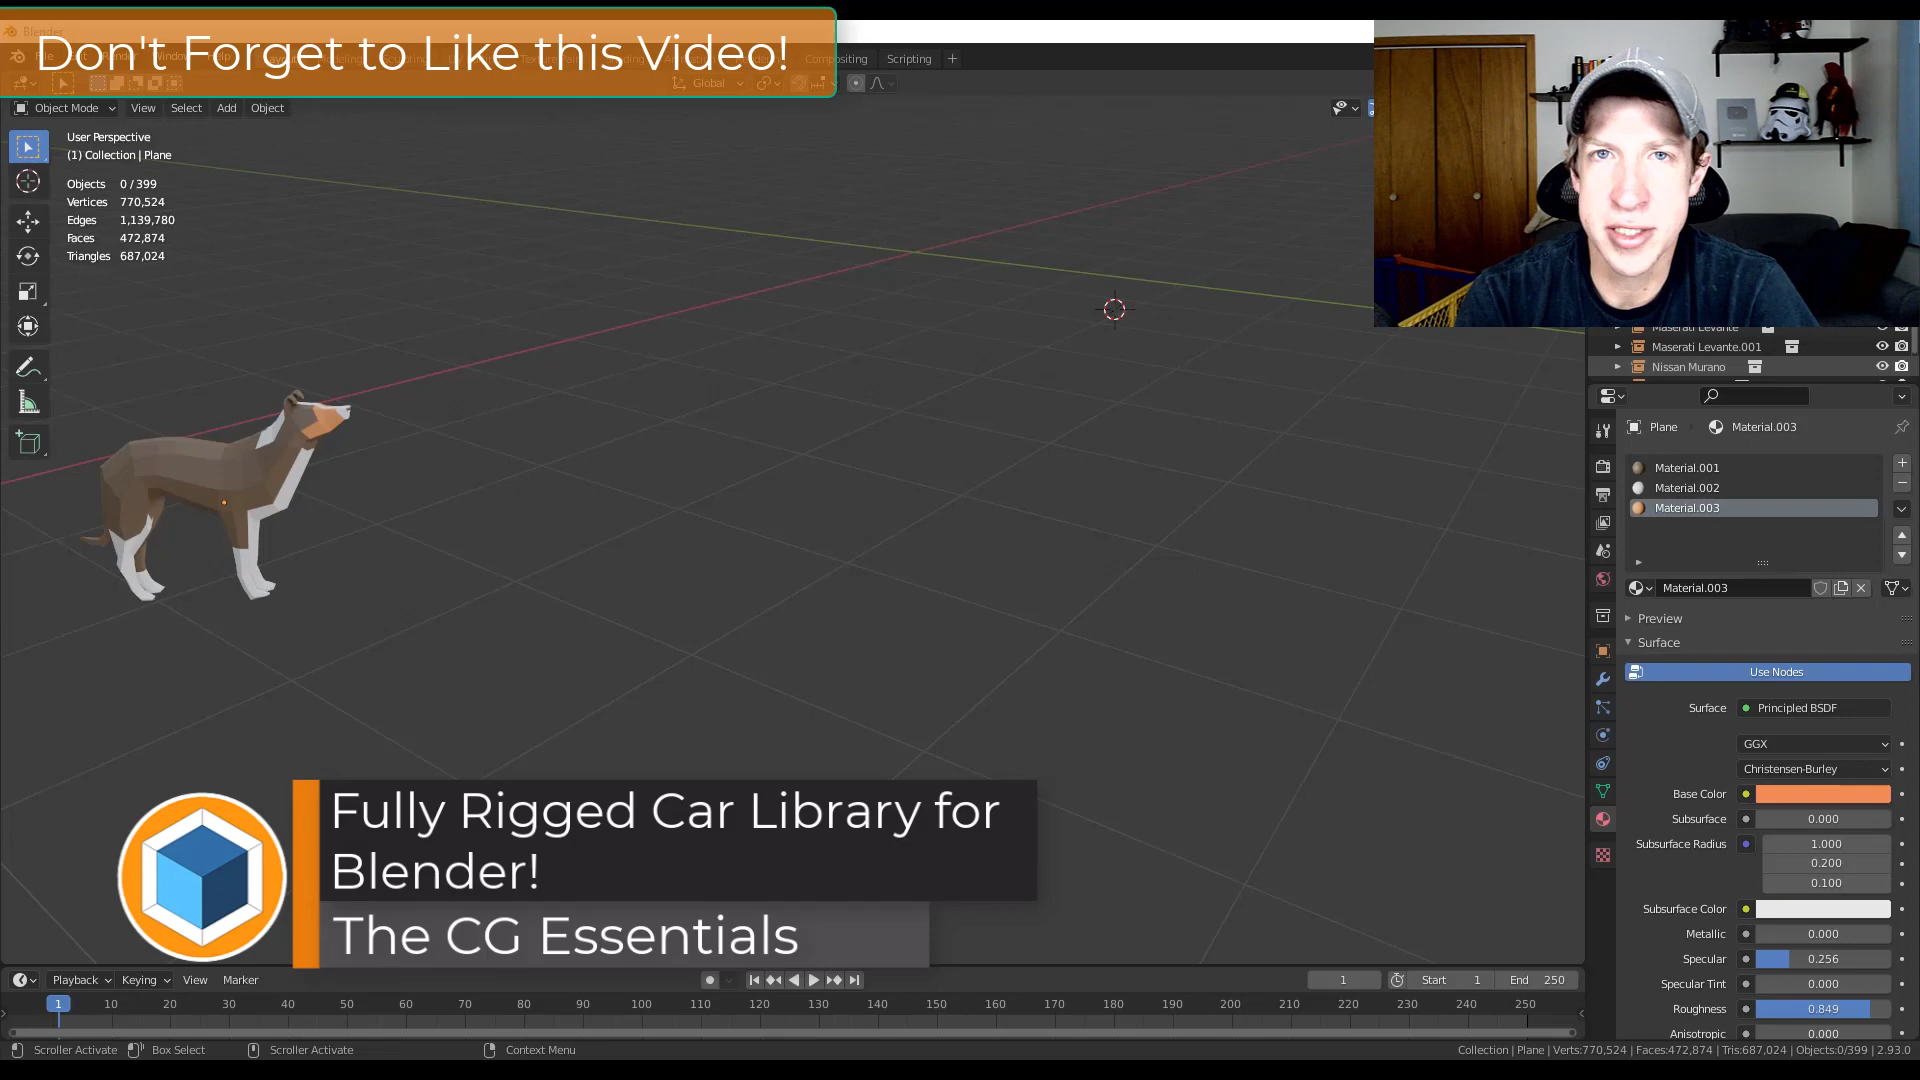 Blender
Don't Forget to Like this Video!
Compositing
Scripting
Global
Object Mode
View
Select
Add
Object
User Perspective
(1) Collection | Plane
Objects 0 / 399
Vertices 770,524
Edges 1,139,780
Faces 472,874
Triangles 687,024
Maserati Levante
Maserati Levante.001
Nissan Murano
Plane
Material.003
Material.001
Material.002
Material.003
Material.003
Preview
Surface
Use Nodes
Surface Principled BSDF
GGX
Christensen-Burley
Base Color
Subsurface 0.000
Subsurface Radius 1.000
0.200
0.100
Subsurface Color
Metallic 0.000
Specular 0.256
Specular Tint 0.000
Roughness 0.849
Anisotropic 0.000
Fully Rigged Car Library for
Blender!
The CG Essentials
Playback Keying View Marker
1 Start 1 End 250
1 10 20 30 40 50 60 70 80 90 100 110 120 130 140 150 160 170 180 190 200 210 220 230 240 250
Scroller Activate Box Select Scroller Activate Context Menu
Collection | Plane | Verts:770,524 | Faces:472,874 | Tris:687,024 | Objects:0/399 | 2.93.0